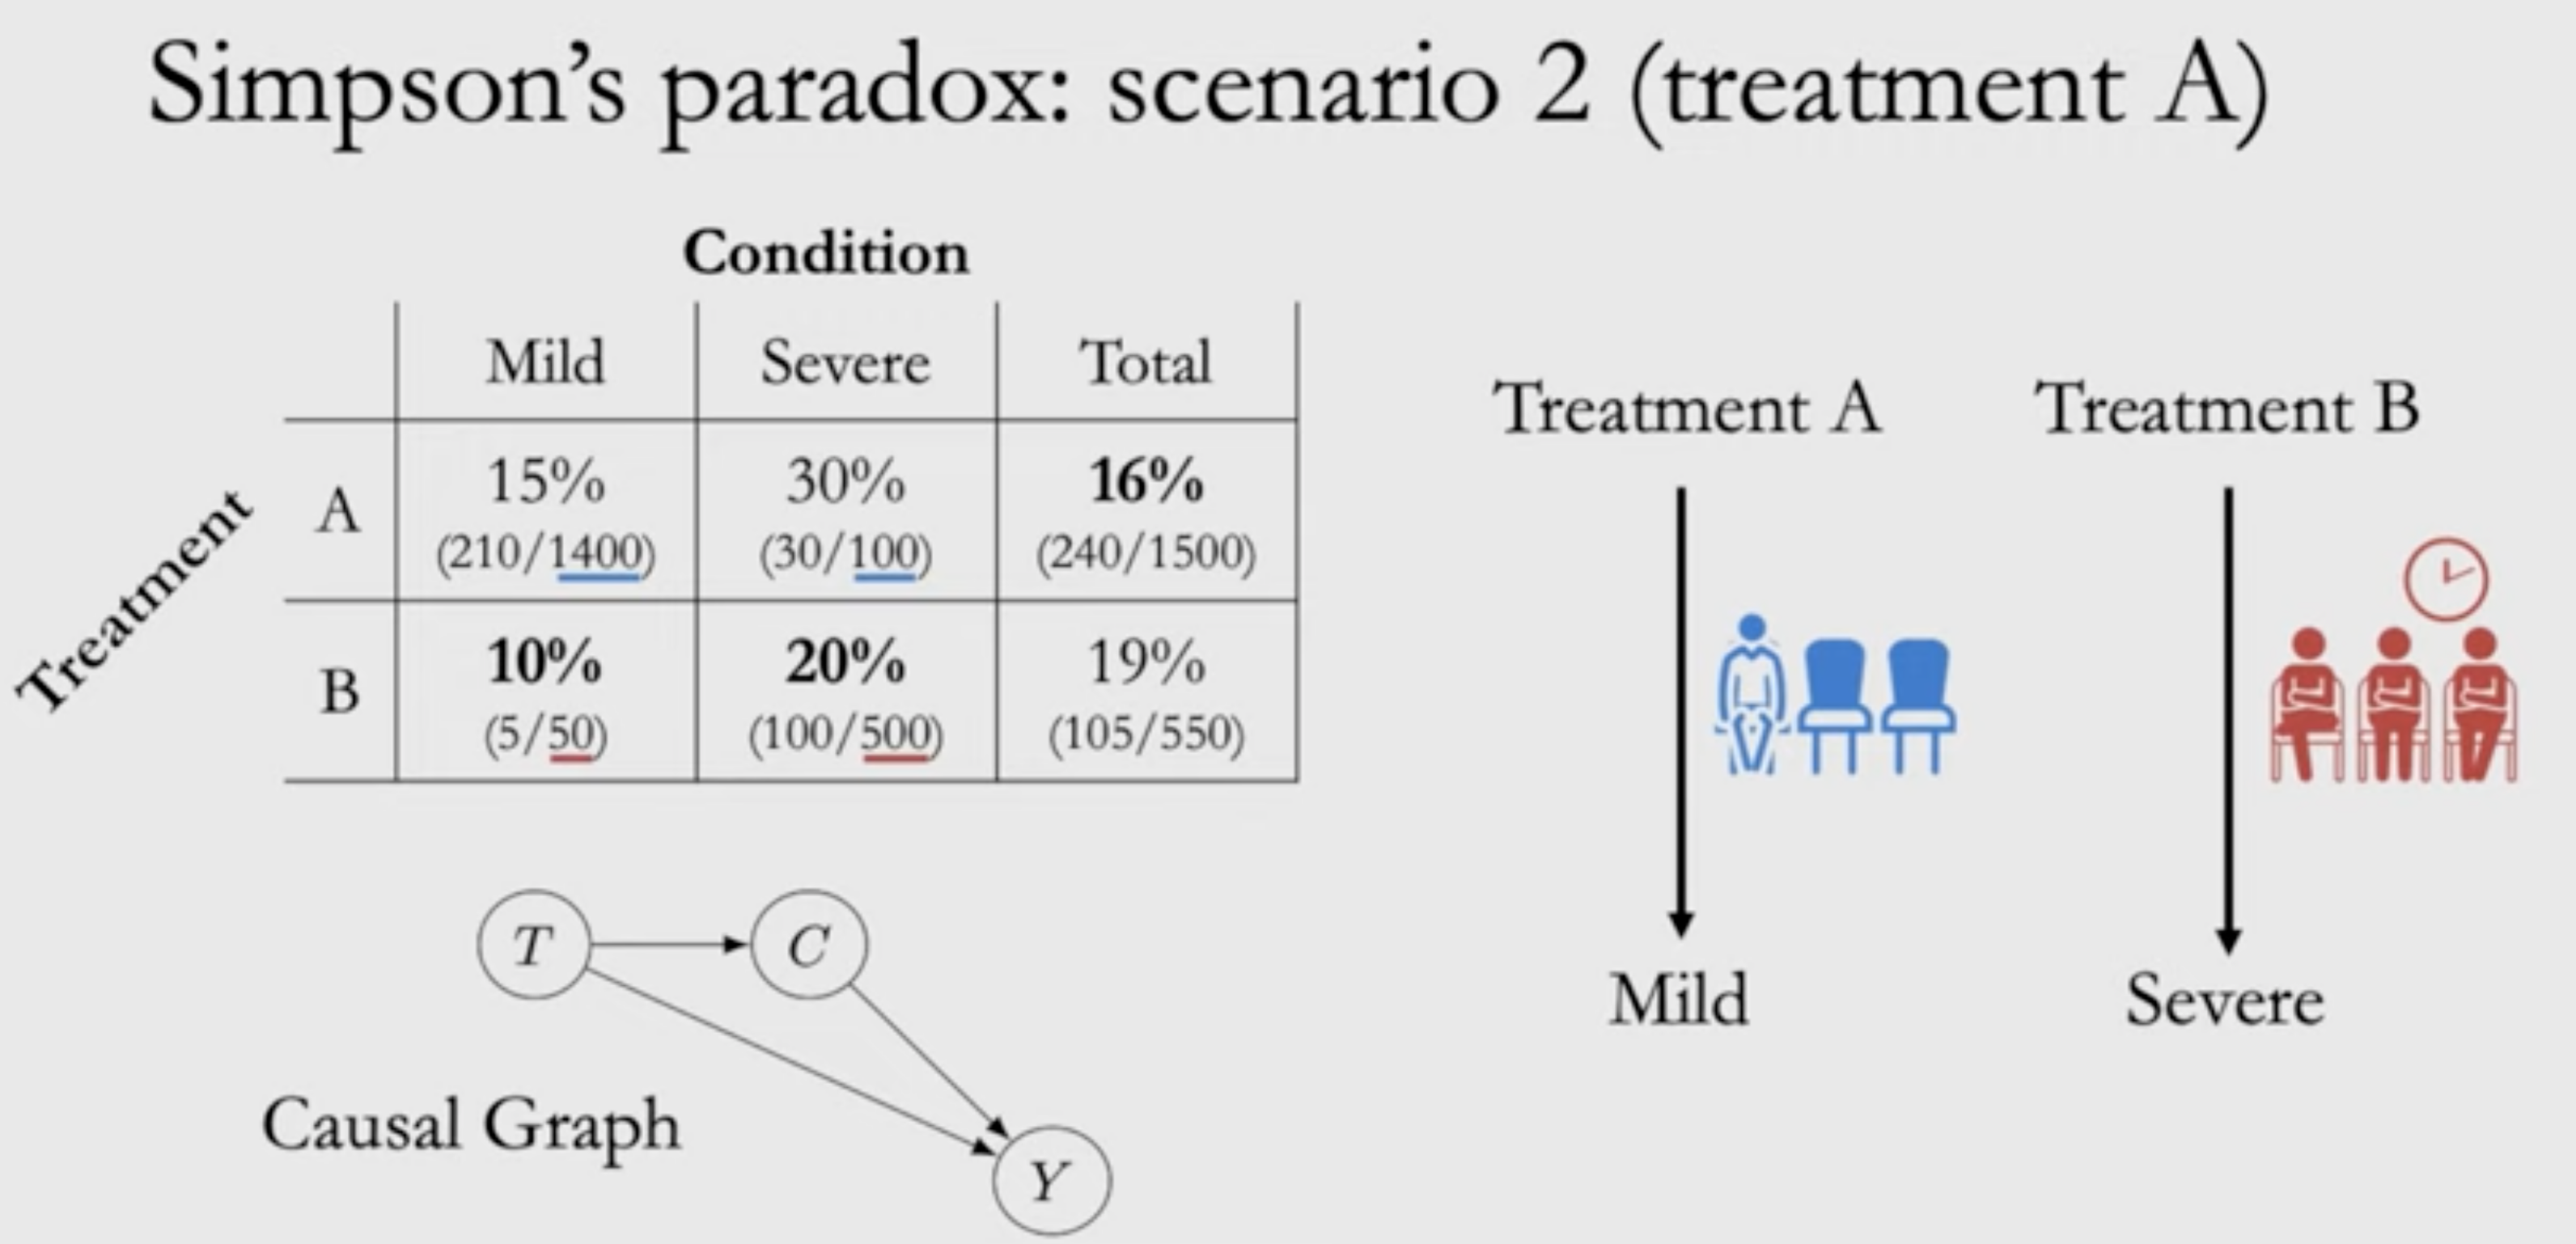 Simpson's paradox: scenario 2 (treatment A)
Condition
Mild Severe Total
Treatment
A
15% 30% 16%
(210/1400) (30/100) (240/1500)
B
10% 20% 19%
(5/50) (100/500) (105/550)
T C
Y
Causal Graph
Treatment A Treatment B
Mild Severe